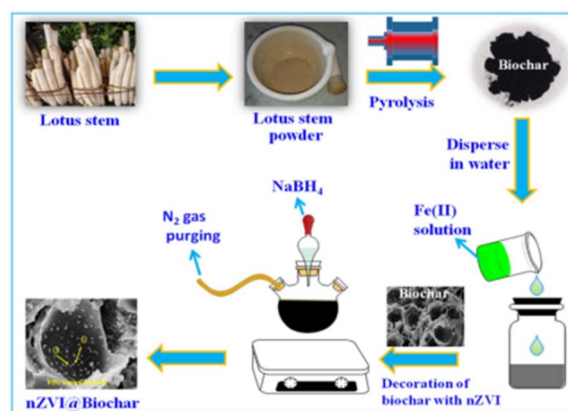 Lotus stem
Lotus stem
powder
Pyrolysis
Biochar
Disperse
in water
NaBH₄
N₂ gas
purging
Fe(II)
solution
Biochar
Decoration of
biochar with nZVI
nZVI@Biochar